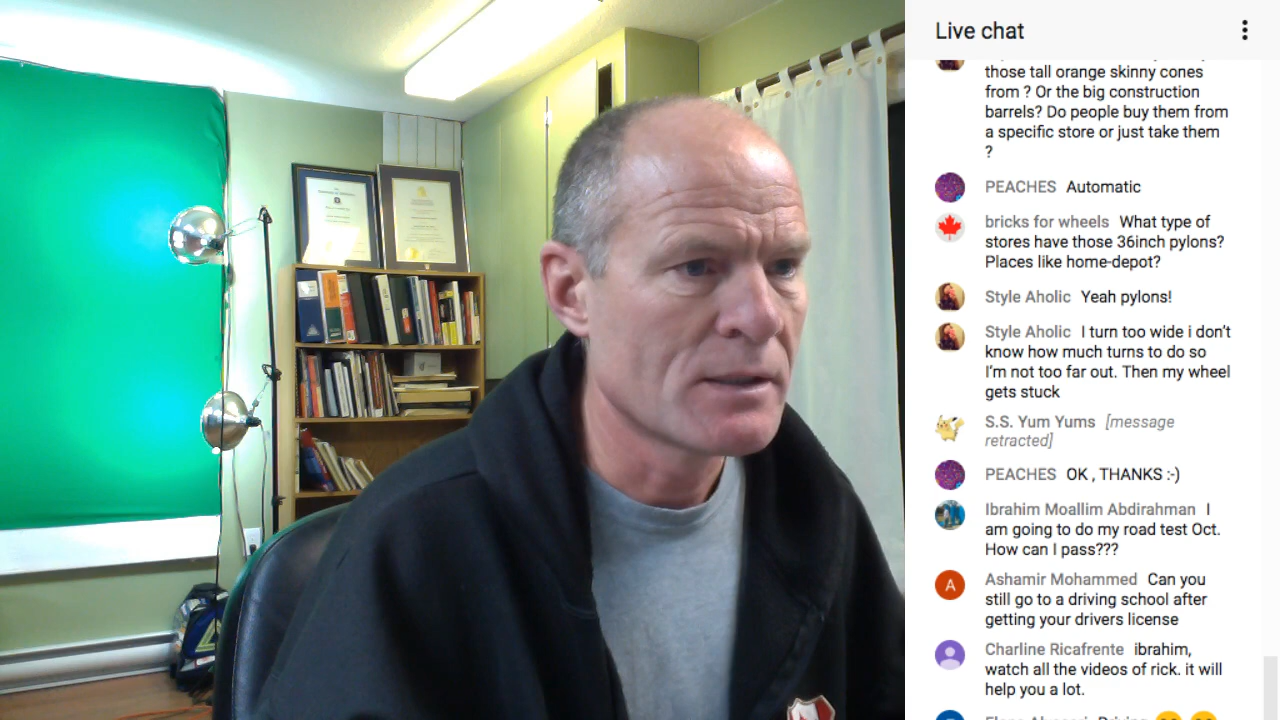 Live chat
those tall orange skinny cones
from ? Or the big construction
barrels? Do people buy them from
a specific store or just take them
?
PEACHES Automatic
bricks for wheels What type of
stores have those 36inch pylons?
Places like home-depot?
Style Aholic Yeah pylons!
Style Aholic I turn too wide i don't
know how much turns to do so
I'm not too far out. Then my wheel
gets stuck
S.S. Yum Yums [message
retracted]
PEACHES OK , THANKS :-)
Ibrahim Moallim Abdirahman I
am going to do my road test Oct.
How can I pass???
A
Ashamir Mohammed Can you
still go to a driving school after
getting your drivers license
Charline Ricafrente ibrahim,
watch all the videos of rick. it will
help you a lot.